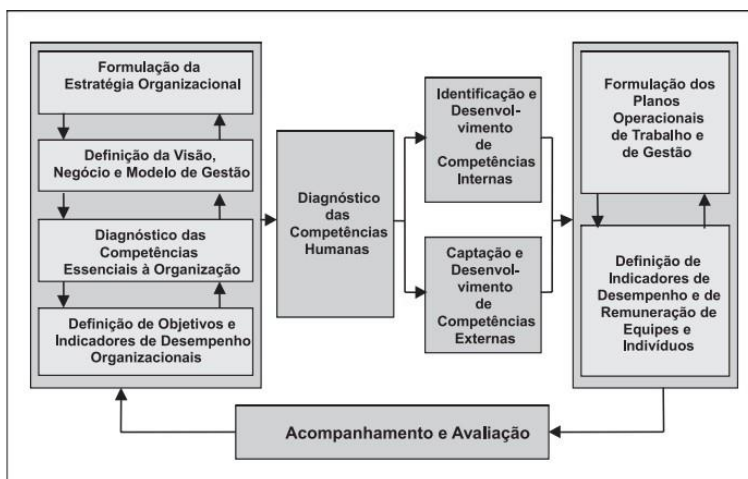 Formulação da
Estratégia Organizacional
Definição da Visão,
Negócio e Modelo de Gestão
Diagnóstico das
Competências
Essenciais à Organização
Definição de Objetivos e
Indicadores de Desempenho
Organizacionais
Diagnóstico
das
Competências
Humanas
Identificação e
Desenvol-
vimento
de
Competências
Internas
Captação e
Desenvol-
vimento
de
Competências
Externas
Formulação dos
Planos
Operacionais
de Trabalho e
de Gestão
Definição de
Indicadores de
Desempenho e de
Remuneração de
Equipes e
Indivíduos
Acompanhamento e Avaliação